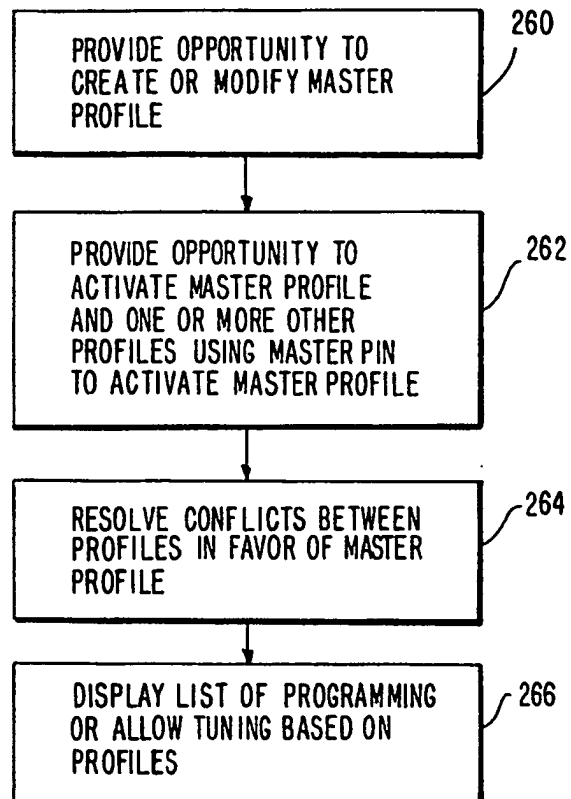 PROVIDE OPPORTUNITY TO
CREATE OR MODIFY MASTER
PROFILE
260
PROVIDE OPPORTUNITY TO
ACTIVATE MASTER PROFILE
AND ONE OR MORE OTHER
PROFILES USING MASTER PIN
TO ACTIVATE MASTER PROFILE
262
RESOLVE CONFLICTS BETWEEN
PROFILES IN FAVOR OF MASTER
PROFILE
264
DISPLAY LIST OF PROGRAMMING
OR ALLOW TUNING BASED ON
PROFILES
266